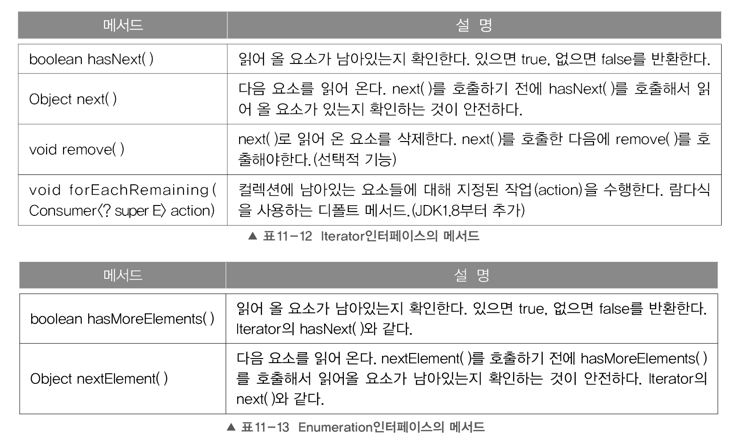 메서드 설 명
boolean hasNext( ) 읽어 올 요소가 남아있는지 확인한다. 있으면 true, 없으면 false를 반환한다.
Object next( ) 다음 요소를 읽어 온다. next( )를 호출하기 전에 hasNext( )를 호출해서 읽
어 올 요소가 있는지 확인하는 것이 안전하다.
void remove( ) next( )로 읽어 온 요소를 삭제한다. next( )를 호출한 다음에 remove( )를 호
출해야한다.(선택적 기능)
void forEachRemaining( 컬렉션에 남아있는 요소들에 대해 지정된 작업(action)을 수행한다. 람다식
Consumer〈? super E〉 action) 을 사용하는 디폴트 메서드.(JDK1.8부터 추가)
▲ 표11-12 Iterator인터페이스의 메서드
메서드 설 명
boolean hasMoreElements( ) 읽어 올 요소가 남아있는지 확인한다. 있으면 true, 없으면 false를 반환한다.
Iterator의 hasNext( )와 같다.
Object nextElement( ) 다음 요소를 읽어 온다. nextElement( )를 호출하기 전에 hasMoreElements( )
를 호출해서 읽어올 요소가 남아있는지 확인하는 것이 안전하다. Iterator의
next( )와 같다.
▲ 표11-13 Enumeration인터페이스의 메서드